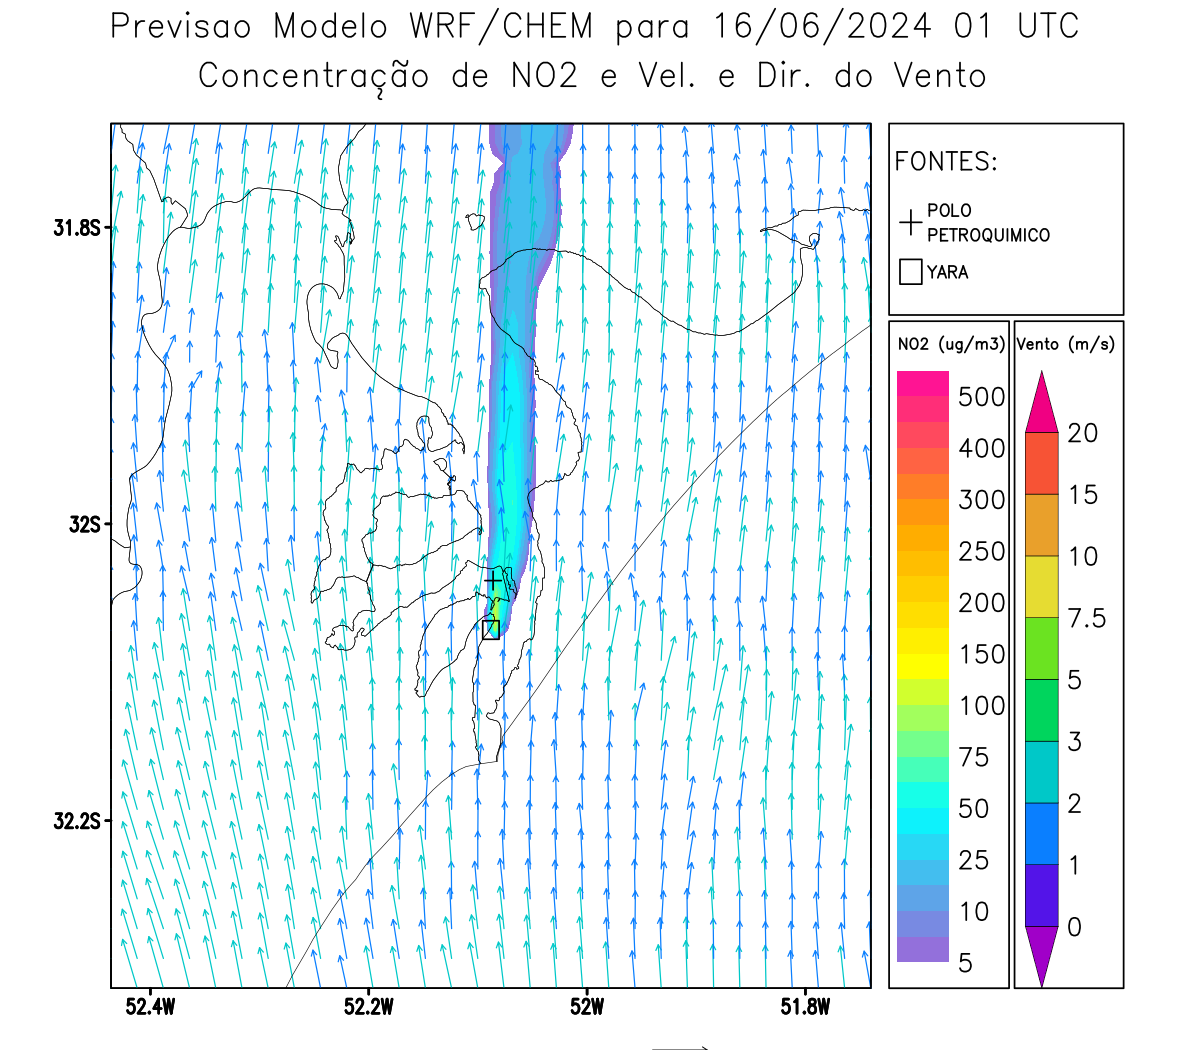 Previsao Modelo WRF/CHEM para 16/06/2024 01 UTC
Concentração de NO2 e Vel. e Dir. do Vento
FONTES:
POLO
PETROQUIMICO
YARA
NO2 (ug/m3)
500
400
300
250
200
150
100
75
50
25
10
5
Vento (m/s)
20
15
10
7.5
5
3
2
1
0
31.8S
32S
32.2S
52.4W
52.2W
52W
51.8W